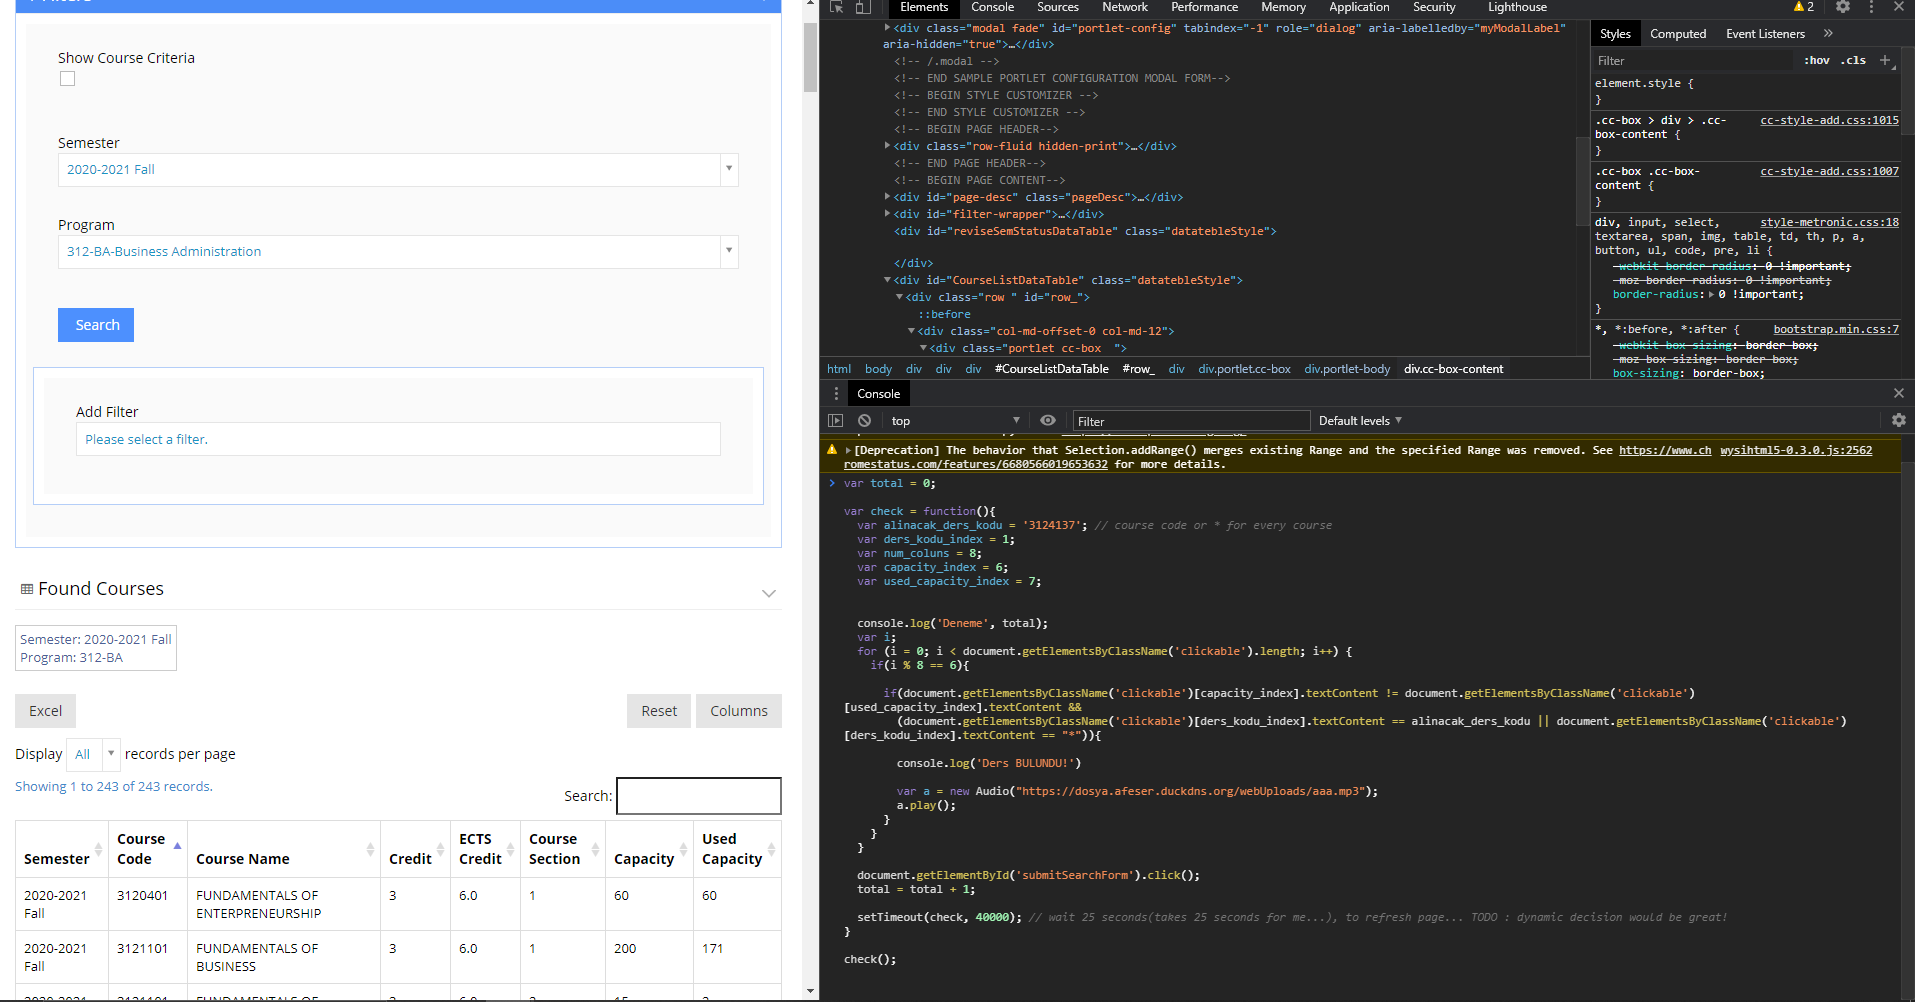 Show Course Criteria
Semester
2020-2021 Fall
Program
312-BA-Business Administration
Search
Add Filter
Please select a filter.
Found Courses
Semester: 2020-2021 Fall
Program: 312-BA
Excel
Reset Columns
Display All records per page
Showing 1 to 243 of 243 records.
Search:
Semester Course Code Course Name Credit ECTS Credit Course Section Capacity Used Capacity
2020-2021 Fall 3120401 FUNDAMENTALS OF ENTERPRENEURSHIP 3 6.0 1 60 60
2020-2021 Fall 3121101 FUNDAMENTALS OF BUSINESS 3 6.0 1 200 171
Elements Console Sources Network Performance Memory Application Security Lighthouse 2
<div class="modal fade" id="portlet-config" tabindex="-1" role="dialog" aria-labelledby="myModalLabel"
aria-hidden="true">…</div>
<!-- /.modal -->
<!-- END SAMPLE PORTLET CONFIGURATION MODAL FORM-->
<!-- BEGIN STYLE CUSTOMIZER -->
<!-- END STYLE CUSTOMIZER -->
<!-- BEGIN PAGE HEADER-->
<div class="row-fluid hidden-print">…</div>
<!-- END PAGE HEADER-->
<!-- BEGIN PAGE CONTENT-->
<div id="page-desc" class="pageDesc">…</div>
<div id="filter-wrapper">…</div>
<div id="reviseSemStatusDataTable" class="datatebleStyle">
</div>
<div id="CourseListDataTable" class="datatebleStyle">
<div class="row " id="row_">
::before
<div class="col-md-offset-0 col-md-12">
<div class="portlet cc-box  ">
html body div div div #CourseListDataTable #row_ div div.portlet.cc-box div.portlet-body div.cc-box-content
Styles Computed Event Listeners »
Filter :hov .cls +
element.style {
}
.cc-box > div > .cc- cc-style-add.css:1015
box-content {
}
.cc-box .cc-box- cc-style-add.css:1007
content {
}
div, input, select, style-metronic.css:18
textarea, span, img, table, td, th, p, a,
button, ul, code, pre, li {
-webkit-border-radius: 0 !important;
-moz-border-radius: 0 !important;
border-radius: 0 !important;
}
*, *:before, *:after { bootstrap.min.css:7
-webkit-box-sizing: border-box;
-moz-box-sizing: border-box;
box-sizing: border-box;
Console
top Filter Default levels
[Deprecation] The behavior that Selection.addRange() merges existing Range and the specified Range was removed. See https://www.ch wysihtml5-0.3.0.js:2562
romestatus.com/features/6680566019653632 for more details.
var total = 0;
var check = function(){
var alinacak_ders_kodu = '3124137'; // course code or * for every course
var ders_kodu_index = 1;
var num_coluns = 8;
var capacity_index = 6;
var used_capacity_index = 7;
console.log('Deneme', total);
var i;
for (i = 0; i < document.getElementsByClassName('clickable').length; i++) {
if(i % 8 == 6){
if(document.getElementsByClassName('clickable')[capacity_index].textContent != document.getElementsByClassName('clickable')
[used_capacity_index].textContent &&
(document.getElementsByClassName('clickable')[ders_kodu_index].textContent == alinacak_ders_kodu || document.getElementsByClassName('clickable')
[ders_kodu_index].textContent == "*")){
console.log('Ders BULUNDU!')
var a = new Audio("https://dosya.afeser.duckdns.org/webUploads/aaa.mp3");
a.play();
}
}
}
document.getElementById('submitSearchForm').click();
total = total + 1;
setTimeout(check, 40000); // wait 25 seconds(takes 25 seconds for me...), to refresh page... TODO : dynamic decision would be great!
}
check();